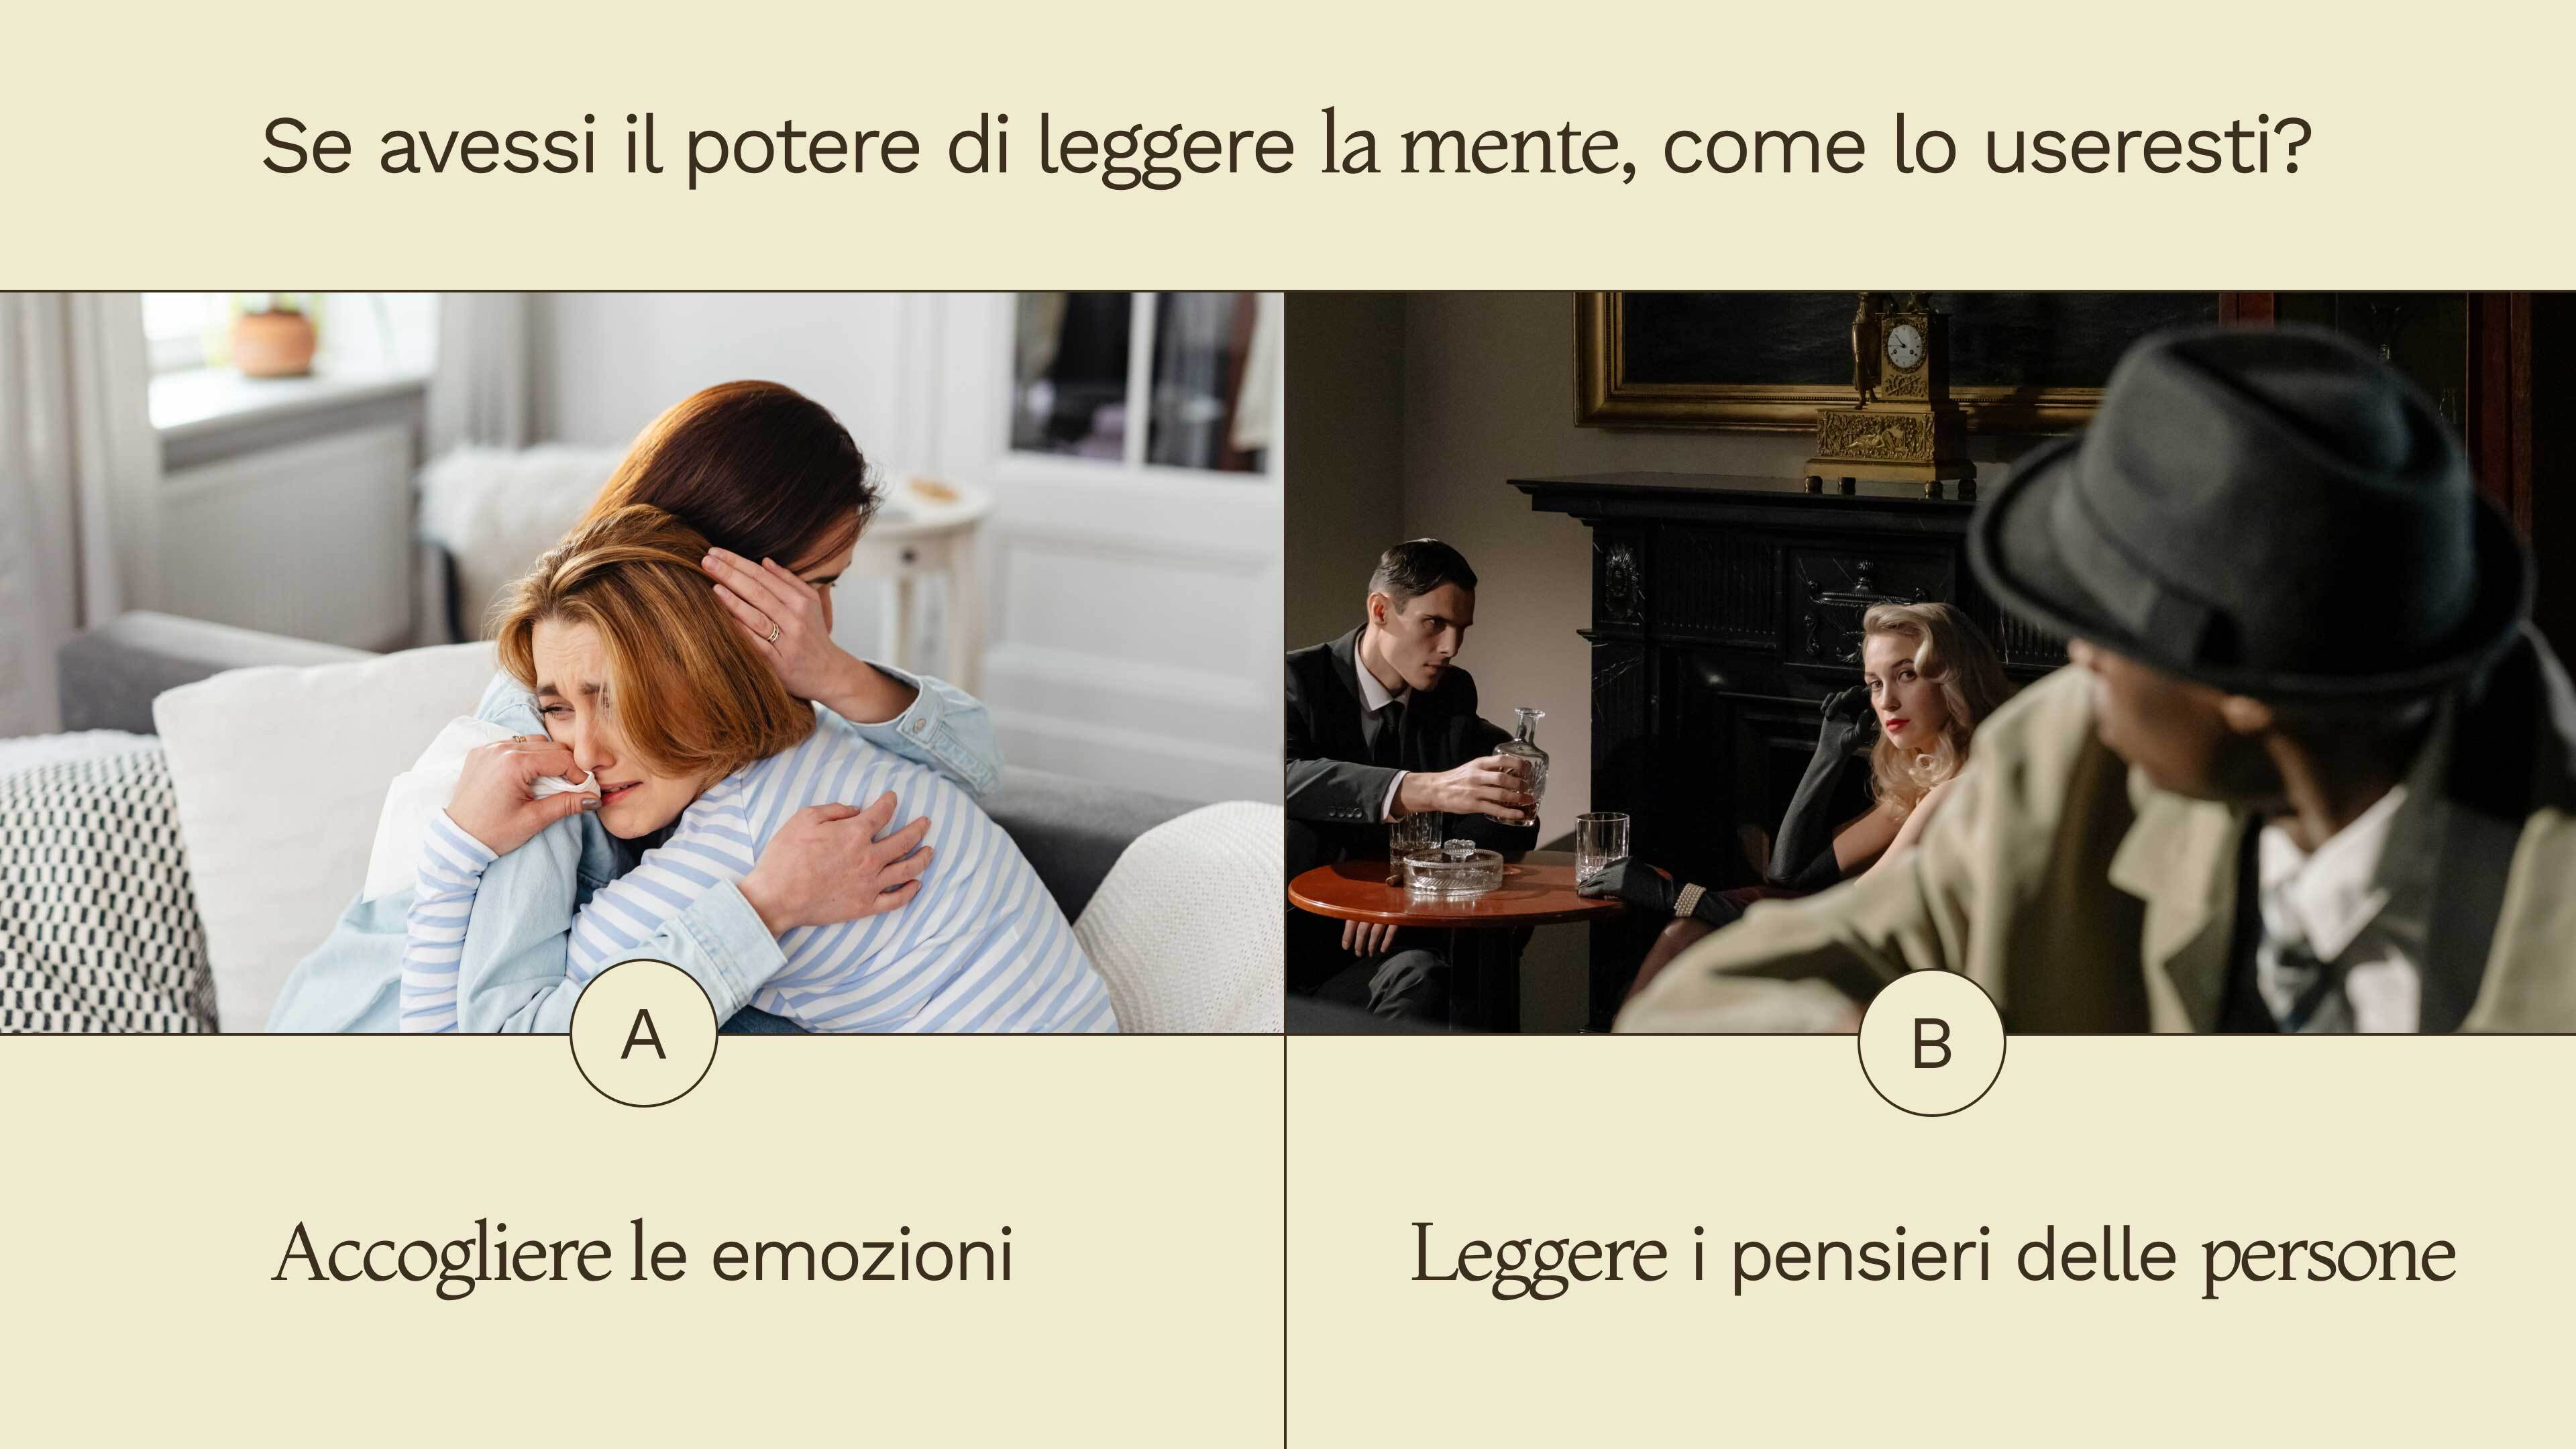 Se avessi il potere di leggere la mente, come lo useresti?
A
B
Accogliere le emozioni
Leggere i pensieri delle persone